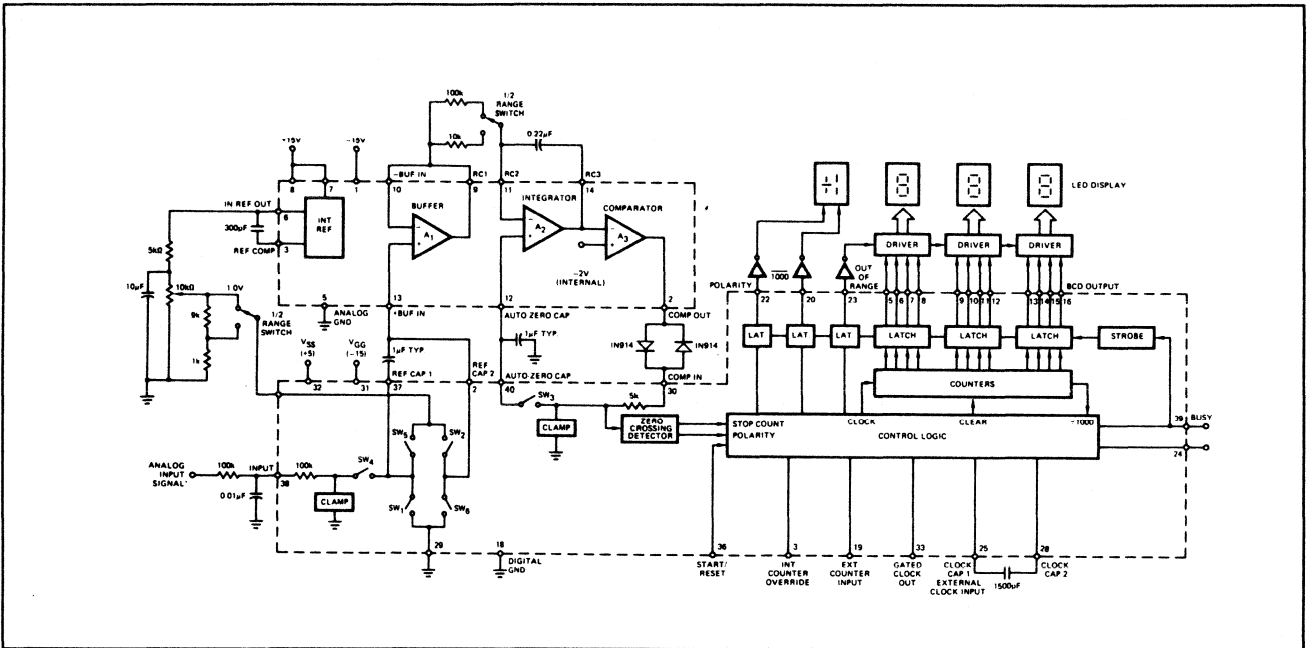 100k
1/2
RANGE
SWITCH
10k
0.22µF
-15V
8
7
1
-BUF IN
10
RC1
9
RC2
11
RC3
14
IN REF OUT
6
INT
REF
300pF
REF COMP
3
BUFFER
A1
INTEGRATOR
A2
COMPARATOR
A3
-2V
(INTERNAL)
5kΩ
10µF
10kΩ
1.0V
9k
1k
1/2
RANGE
SWITCH
5
ANALOG
GND
13
+BUF IN
12
AUTO ZERO CAP
2
COMP OUT
VSS
(+5)
32
VGG
(-15)
31
1µF TYP
REF CAP 1
37
REF
CAP 2
2
1µF TYP
AUTO-ZERO CAP
40
IN914
IN914
COMP IN
30
SW3
5k
CLAMP
ZERO
CROSSING
DETECTOR
SW5
SW2
SW1
SW6
ANALOG
INPUT
SIGNAL
100k
INPUT
38
100k
SW4
0.01µF
CLAMP
29
18
DIGITAL
GND
±1
8
8
8
LED DISPLAY
DRIVER
DRIVER
DRIVER
POLARITY
22
1000
20
OUT
OF
RANGE
23
5 6 7 8
9 10 11 12
13 14 15 16
BCD OUTPUT
LAT
LAT
LAT
LATCH
LATCH
LATCH
STROBE
COUNTERS
STOP COUNT
CLOCK
CLEAR
÷1000
POLARITY
CONTROL LOGIC
39
BUSY
24
36
START/
RESET
3
INT
COUNTER
OVERRIDE
19
EXT
COUNTER
INPUT
33
GATED
CLOCK
OUT
25
CLOCK
CAP 1
EXTERNAL
CLOCK INPUT
1500pF
28
CLOCK
CAP 2